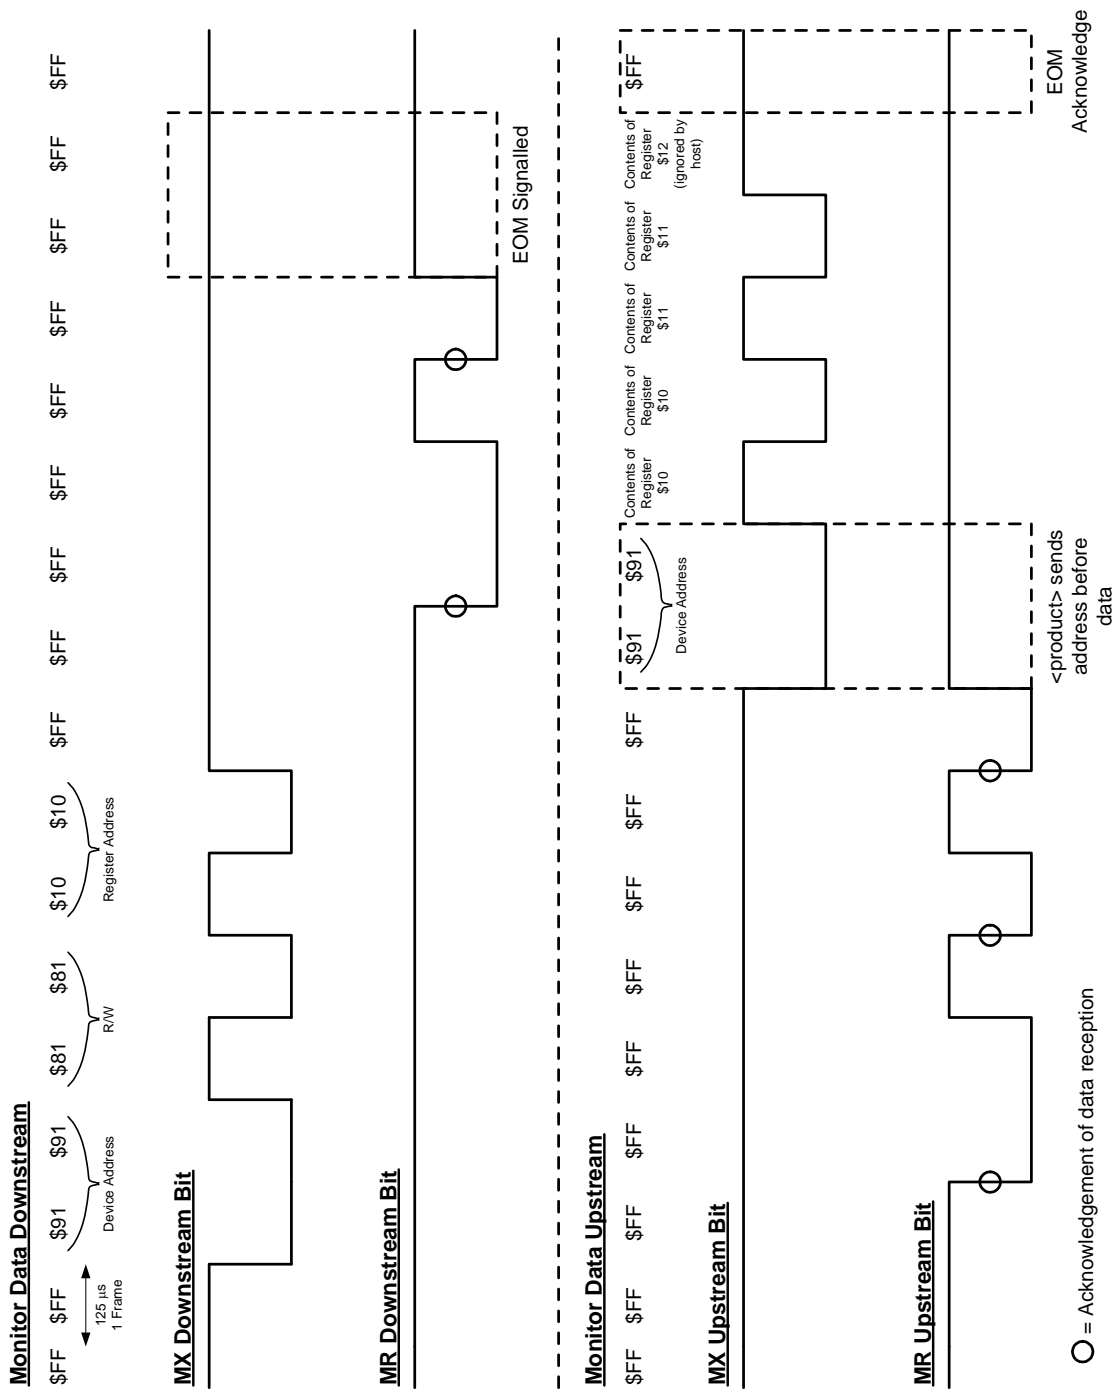 Monitor Data Downstream
$FF $FF $91 $91 $81 $81 $10 $10 $FF $FF $FF $FF $FF $FF $FF $FF $FF
125 µs
1 Frame
Device Address
R/W
Register Address
MX Downstream Bit
MR Downstream Bit
EOM Signalled
Monitor Data Upstream
$FF $FF $FF $FF $FF $FF $FF $FF $FF $91 $91
Device Address
Contents of
Register
$10
Contents of
Register
$10
Contents of
Register
$11
Contents of
Register
$11
Contents of
Register
$12
(ignored by
host)
$FF
MX Upstream Bit
MR Upstream Bit
<product> sends
address before
data
EOM
Acknowledge
= Acknowledgement of data reception